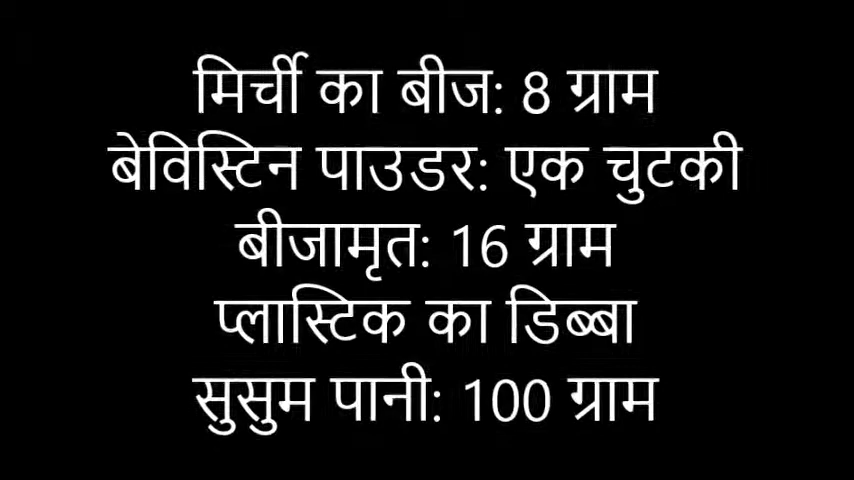 मिर्ची का बीज: 8 ग्राम
बेविस्टिन पाउडर: एक चुटकी
बीजामृत: 16 ग्राम
प्लास्टिक का डिब्बा
सुसुम पानी: 100 ग्राम